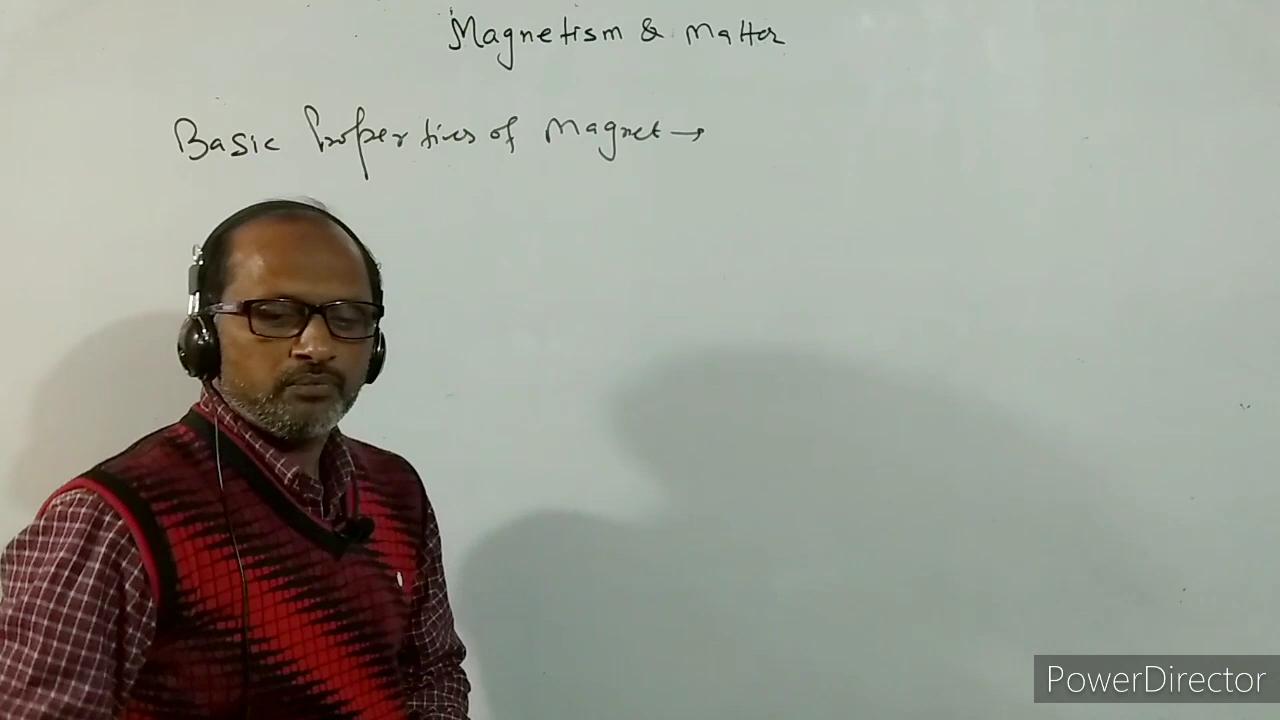 Magnetism & Matter
Basic Properties of Magnet →
PowerDirector